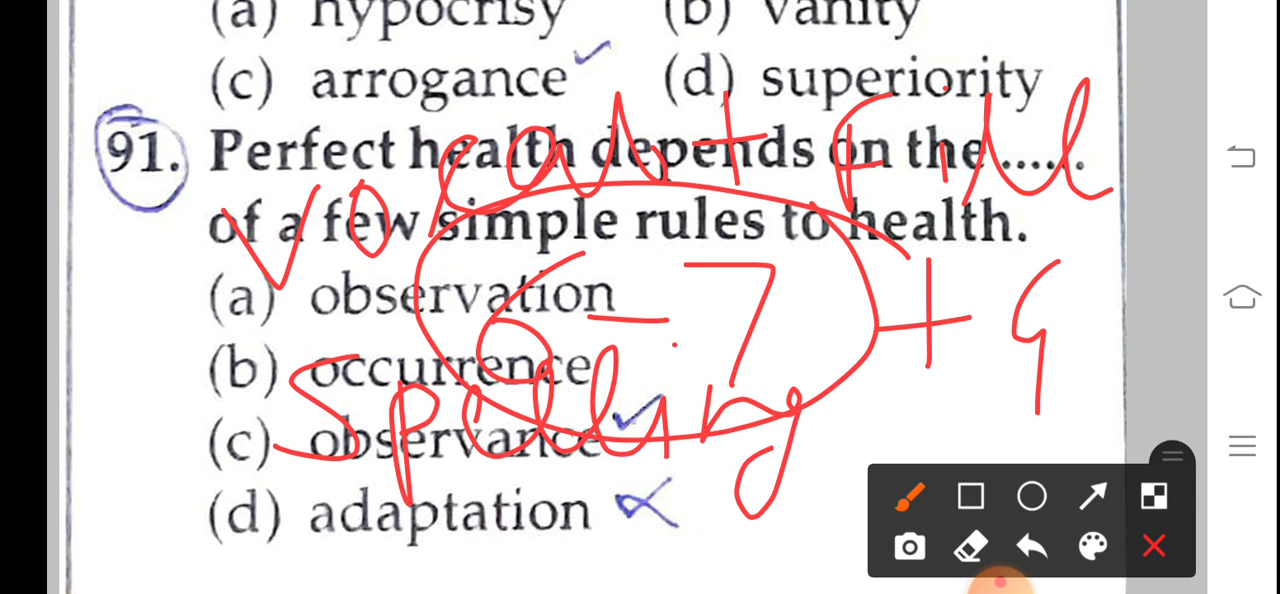 (a) hypocrisy (b) vanity
(c) arrogance (d) superiority
91. Perfect health depends on the ......
of a few simple rules to health.
(a) observation
(b) occurrence
(c) observance
(d) adaptation
Fill
6-7 + 9
Spelling